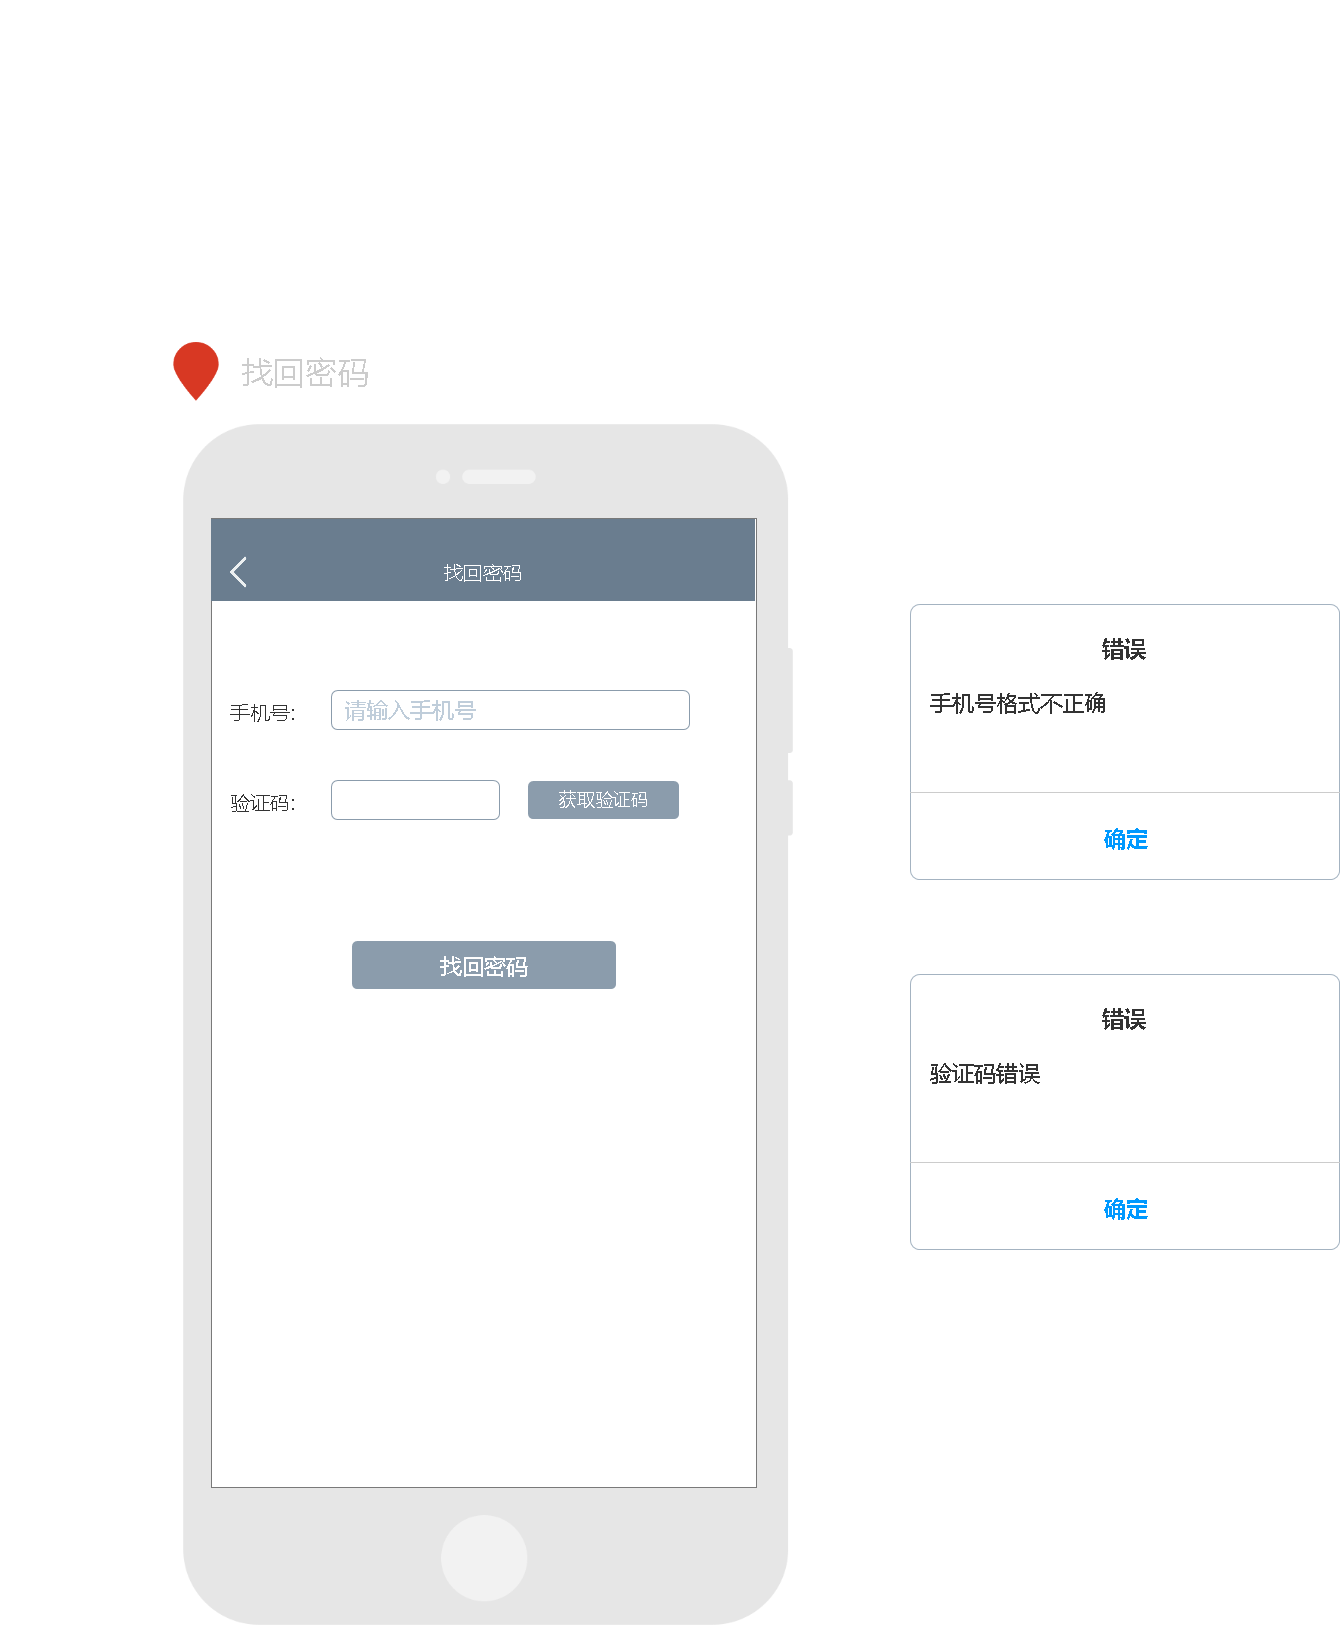 找回密码
找回密码
手机号:
请输入手机号
验证码:
获取验证码
找回密码
错误
手机号格式不正确
确定
错误
验证码错误
确定